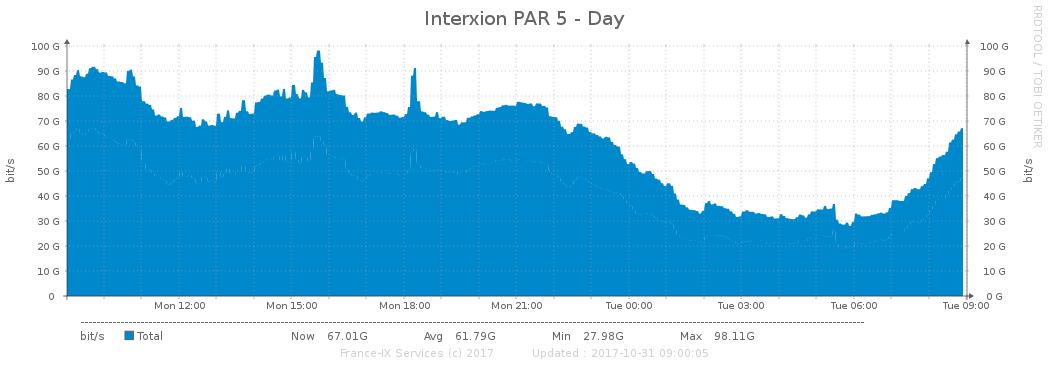 Interxion PAR 5 - Day
RRDTOOL / TOBI OETIKER
100 G 100 G
90 G 90 G
80 G 80 G
70 G 70 G
60 G 60 G
50 G 50 G
40 G 40 G
30 G 30 G
20 G 20 G
10 G 10 G
0 0 G
bit/s bit/s
Mon 12:00 Mon 15:00 Mon 18:00 Mon 21:00 Tue 00:00 Tue 03:00 Tue 06:00 Tue 09:00
bit/s Total Now 67.01G Avg 61.79G Min 27.98G Max 98.11G
France-IX Services (c) 2017 Updated : 2017-10-31 09:00:05